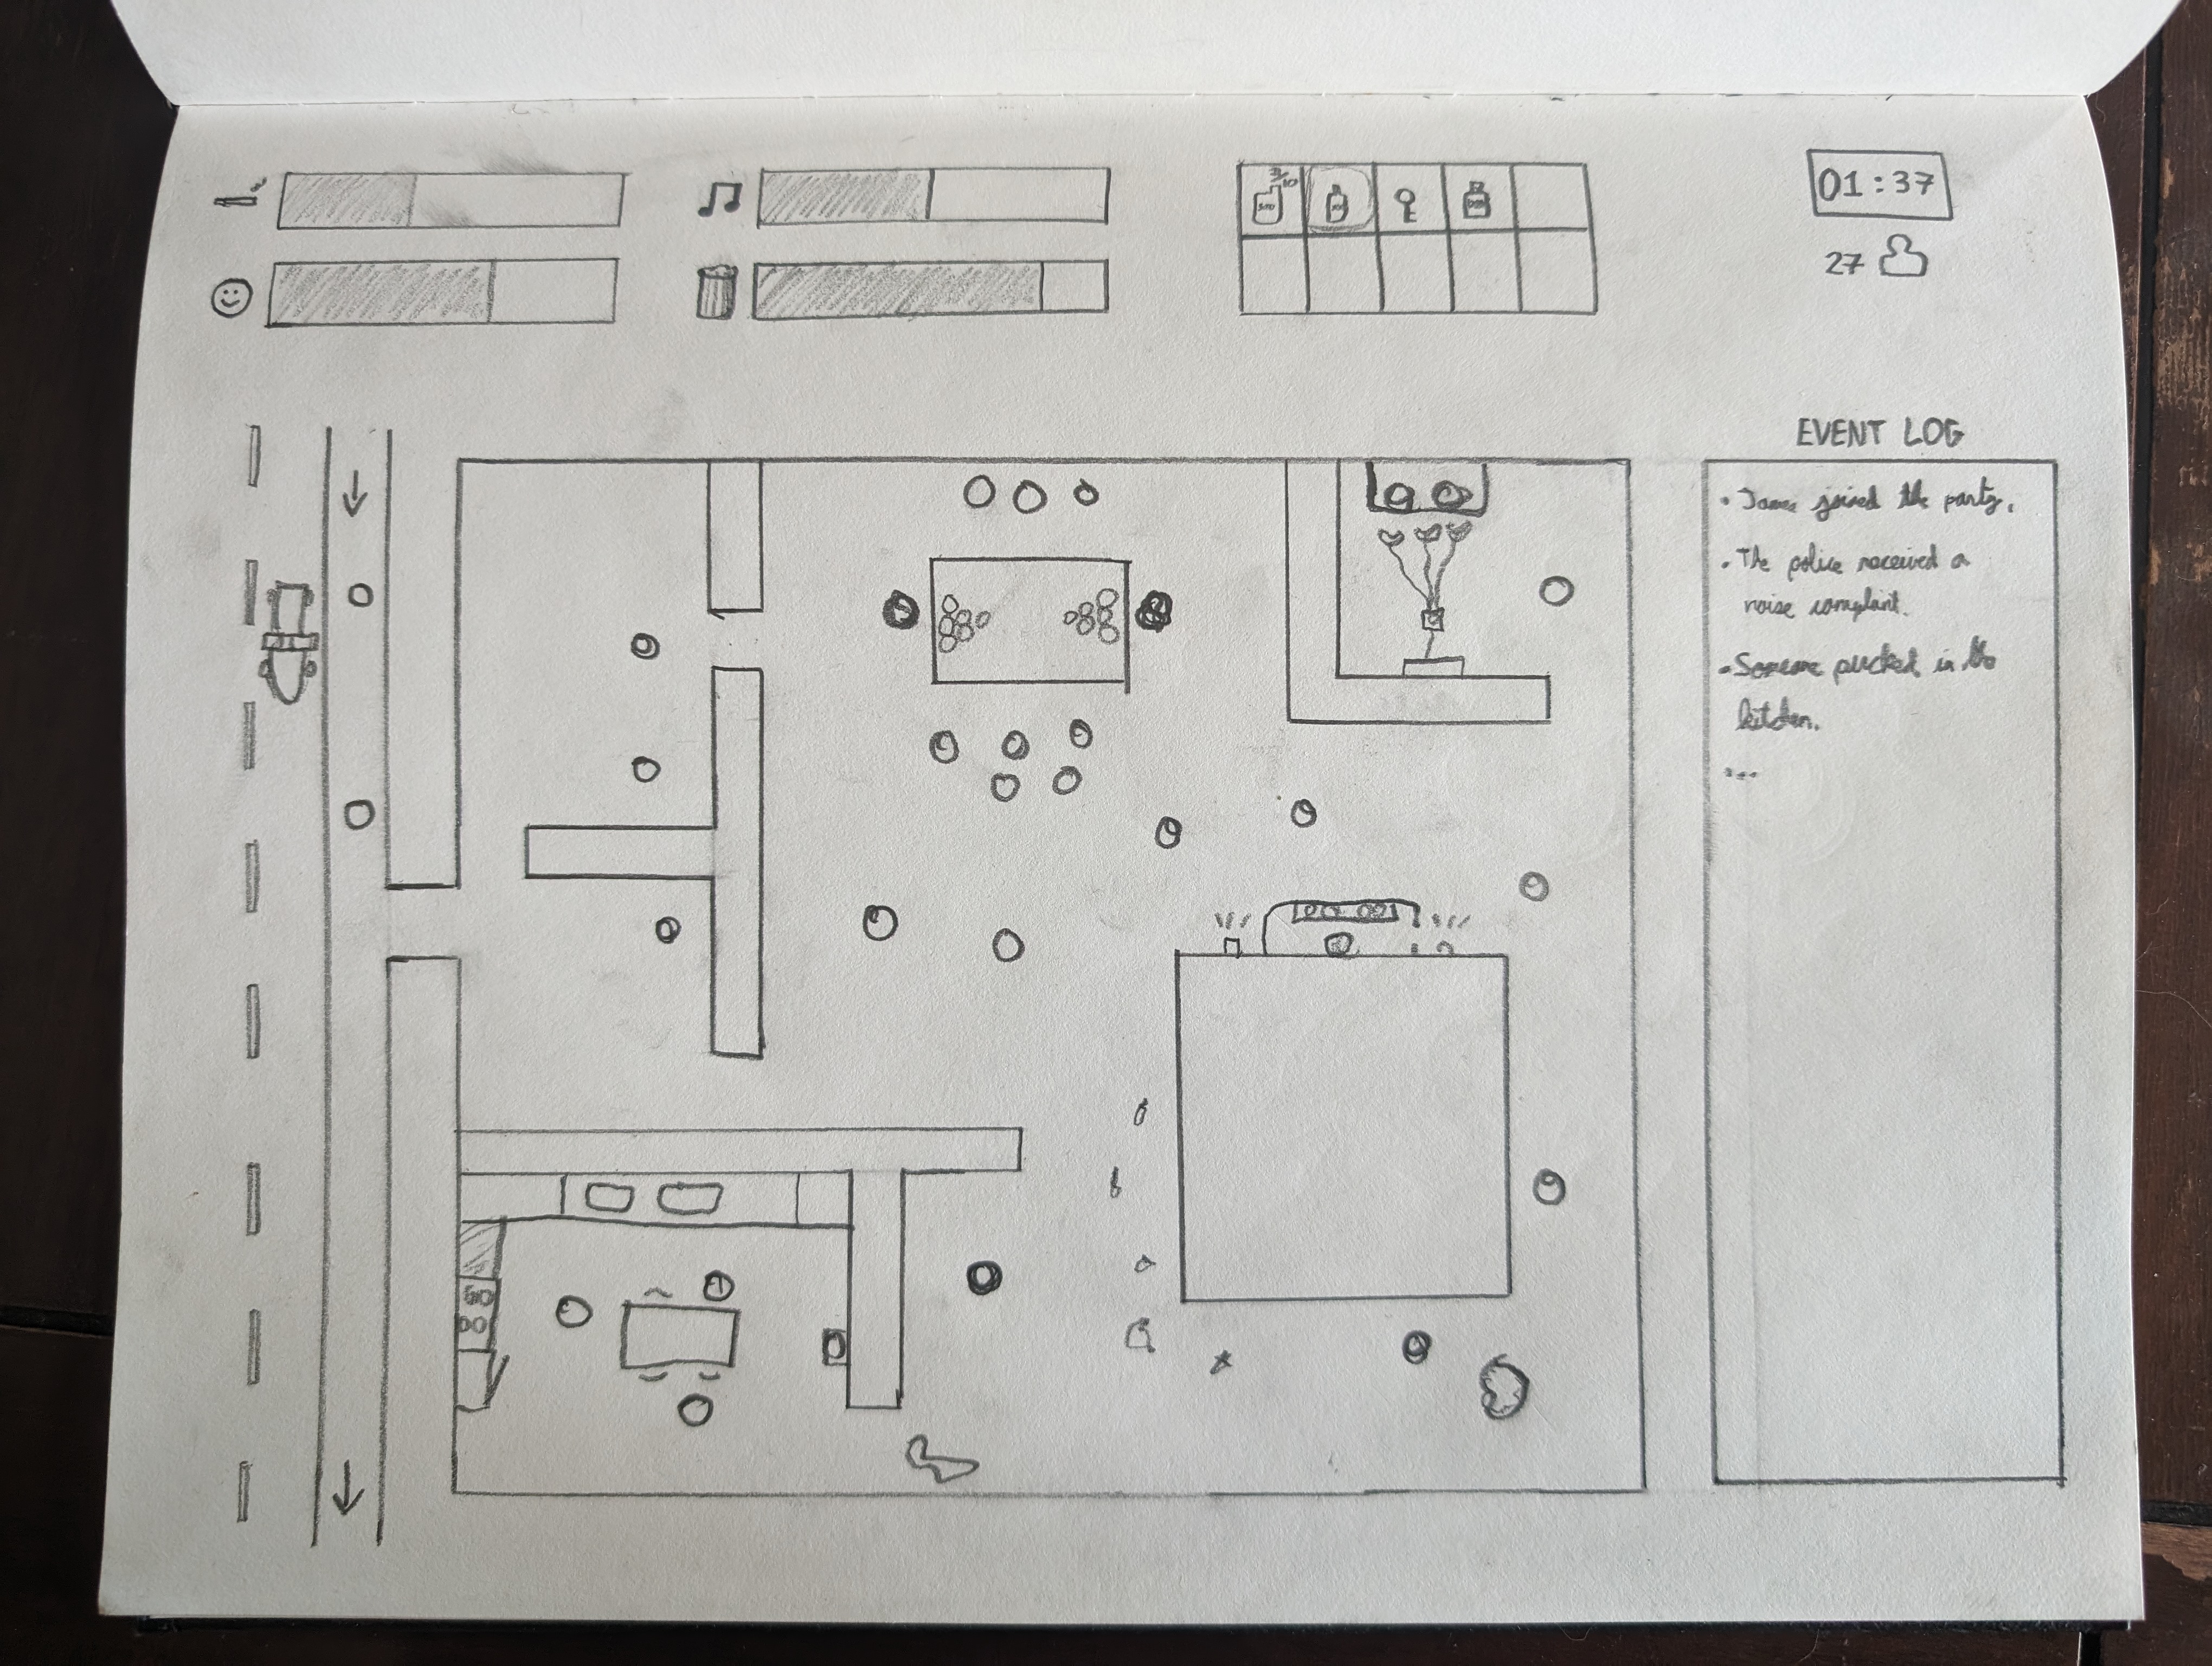 3/10
01:37
27
EVENT LOG
• James joined the party.
• The police received a
noise complaint.
• Someone puked in the
kitchen.
...